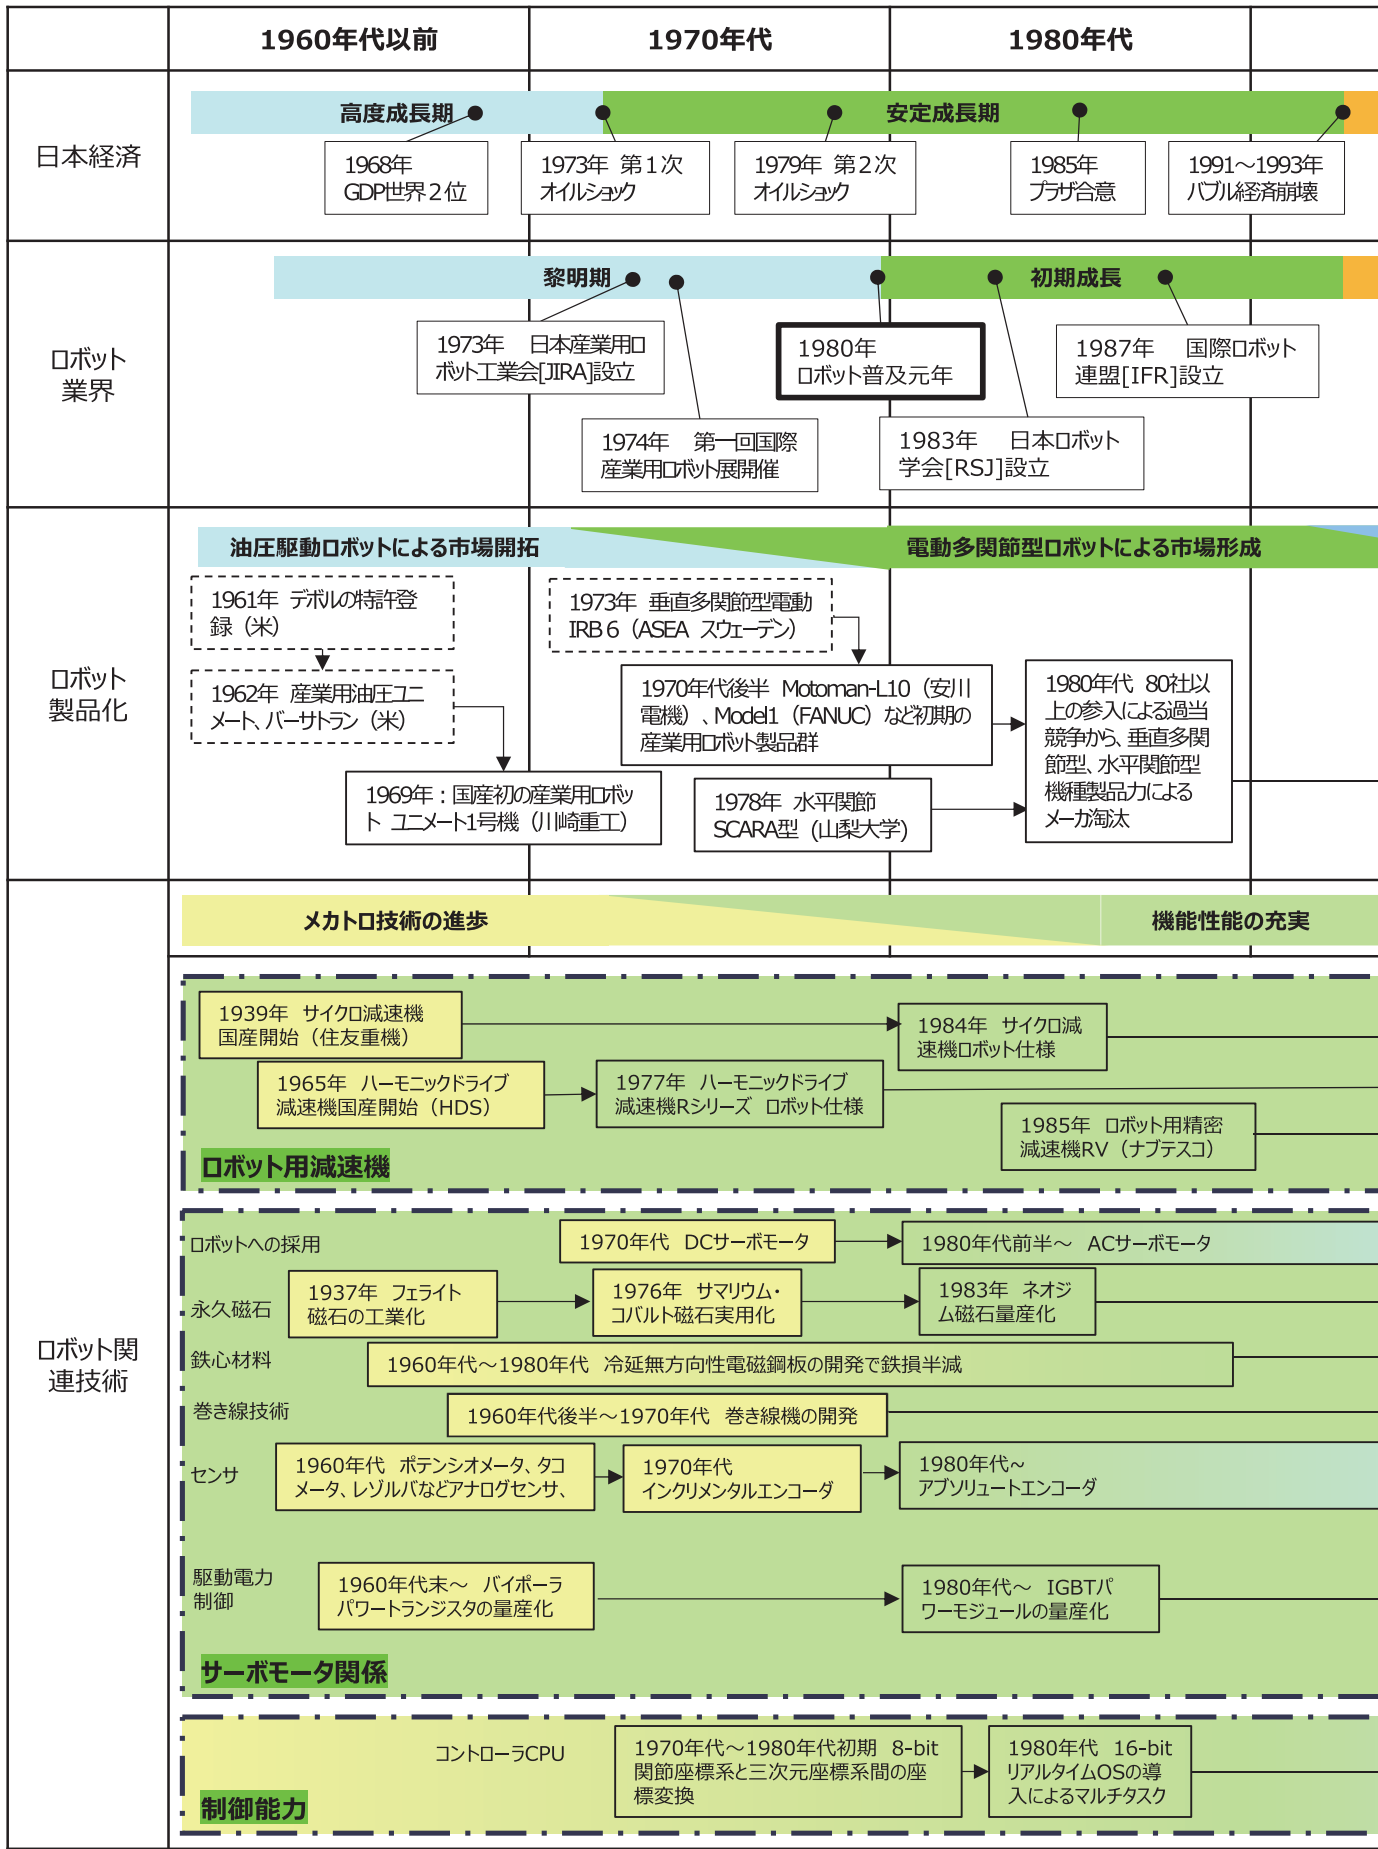 1960年代以前
1970年代
1980年代
日本経済
高度成長期
安定成長期
1968年
GDP世界２位
1973年 第１次
オイルショック
1979年 第２次
オイルショック
1985年
プラザ合意
1991～1993年
バブル経済崩壊
ロボット
業界
黎明期
初期成長
1973年　日本産業用ロ
ボット工業会[JIRA]設立
1974年　第一回国際
産業用ロボット展開催
1980年
ロボット普及元年
1983年　日本ロボット
学会[RSJ]設立
1987年　国際ロボット
連盟[IFR]設立
ロボット
製品化
油圧駆動ロボットによる市場開拓
電動多関節型ロボットによる市場形成
1961年 デボルの特許登
録（米）
1962年 産業用油圧ユニ
メート、バーサトラン（米）
1969年：国産初の産業用ロボッ
ト ユニメート1号機（川崎重工）
1973年 垂直多関節型電動
IRB６（ASEA スウェーデン）
1970年代後半 Motoman-L10（安川
電機）、Model1（FANUC）など初期の
産業用ロボット製品群
1978年 水平関節
SCARA型 (山梨大学)
1980年代 80社以
上の参入による過当
競争から、垂直多関
節型、水平関節型
機種製品力による
メーカ淘汰
ロボット関
連技術
メカトロ技術の進歩
機能性能の充実
1939年 サイクロ減速機
国産開始（住友重機）
1984年 サイクロ減
速機ロボット仕様
1965年 ハーモニックドライブ
減速機国産開始（HDS）
1977年 ハーモニックドライブ
減速機Rシリーズ ロボット仕様
1985年 ロボット用精密
減速機RV（ナブテスコ）
ロボット用減速機
ロボットへの採用
1970年代 DCサーボモータ
1980年代前半～ ACサーボモータ
永久磁石
1937年 フェライト
磁石の工業化
1976年 サマリウム・
コバルト磁石実用化
1983年 ネオジ
ム磁石量産化
鉄心材料
1960年代～1980年代 冷延無方向性電磁鋼板の開発で鉄損半減
巻き線技術
1960年代後半～1970年代 巻き線機の開発
センサ
1960年代 ポテンシオメータ、タコ
メータ、レゾルバなどアナログセンサ、
1970年代
インクリメンタルエンコーダ
1980年代~
アブソリュートエンコーダ
駆動電力
制御
1960年代末～ バイポーラ
パワートランジスタの量産化
1980年代～ IGBTパ
ワーモジュールの量産化
サーボモータ関係
コントローラCPU
1970年代～1980年代初期 8-bit
関節座標系と三次元座標系間の座
標変換
1980年代 16-bit
リアルタイムOSの導
入によるマルチタスク
制御能力